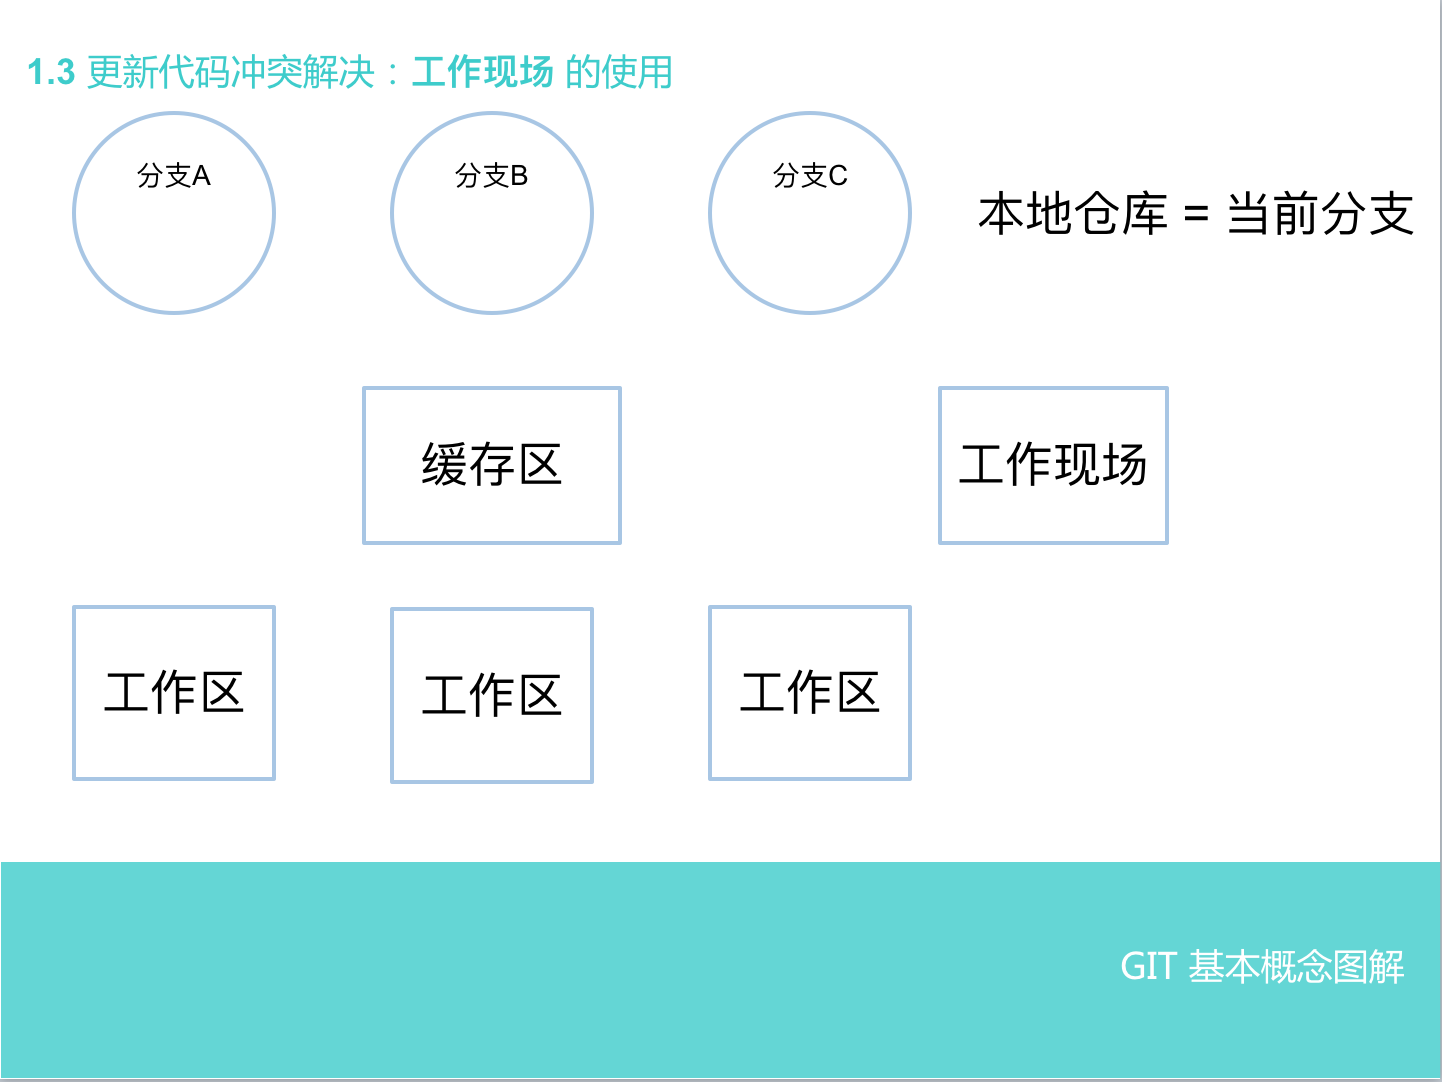 1.3 更新代码冲突解决：工作现场 的使用
分支A
分支B
分支C
本地仓库 = 当前分支
缓存区
工作现场
工作区
工作区
工作区
GIT 基本概念图解